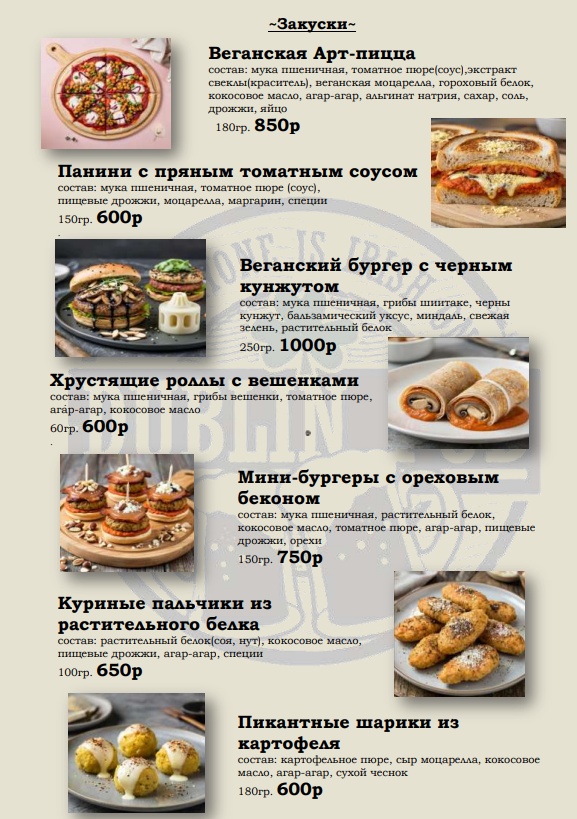 ~Закуски~
Веганская Арт-пицца
состав: мука пшеничная, томатное пюре(соус),экстракт
свеклы(краситель), веганская моцарелла, гороховый белок,
кокосовое масло, агар-агар, альгинат натрия, сахар, соль,
дрожжи, яйцо
180гр. 850р
Панини с пряным томатным соусом
состав: мука пшеничная, томатное пюре (соус),
пищевые дрожжи, моцарелла, маргарин, специи
150гр. 600р
.
Веганский бургер с черным
кунжутом
состав: мука пшеничная, грибы шиитаке, черны
кунжут, бальзамический уксус, миндаль, свежая
зелень, растительный белок
250гр. 1000р
Хрустящие роллы с вешенками
состав: мука пшеничная, грибы вешенки, томатное пюре,
ага́р-агар, кокосовое масло
60гр. 600р
.
DUBLIN
Мини-бургеры с ореховым
беконом
состав: мука пшеничная, растительный белок,
кокосовое масло, томатное пюре, агар-агар, пищевые
дрожжи, орехи
150гр. 750р
Куриные пальчики из
растительного белка
состав: растительный белок(соя, нут), кокосовое масло,
пищевые дрожжи, агар-агар, специи
100гр. 650р
Пикантные шарики из
картофеля
состав: картофельное пюре, сыр моцарелла, кокосовое
масло, агар-агар, сухой чеснок
180гр. 600р